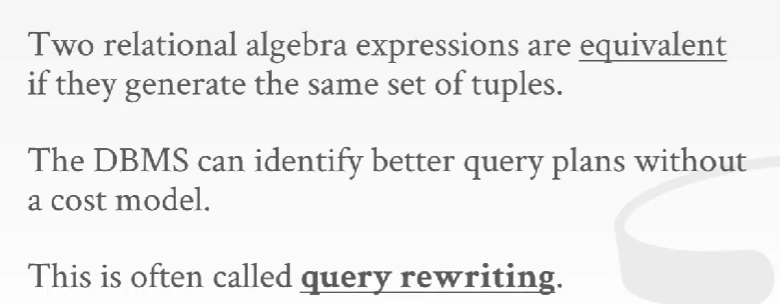 Two relational algebra expressions are equivalent
if they generate the same set of tuples.
The DBMS can identify better query plans without
a cost model.
This is often called query rewriting.